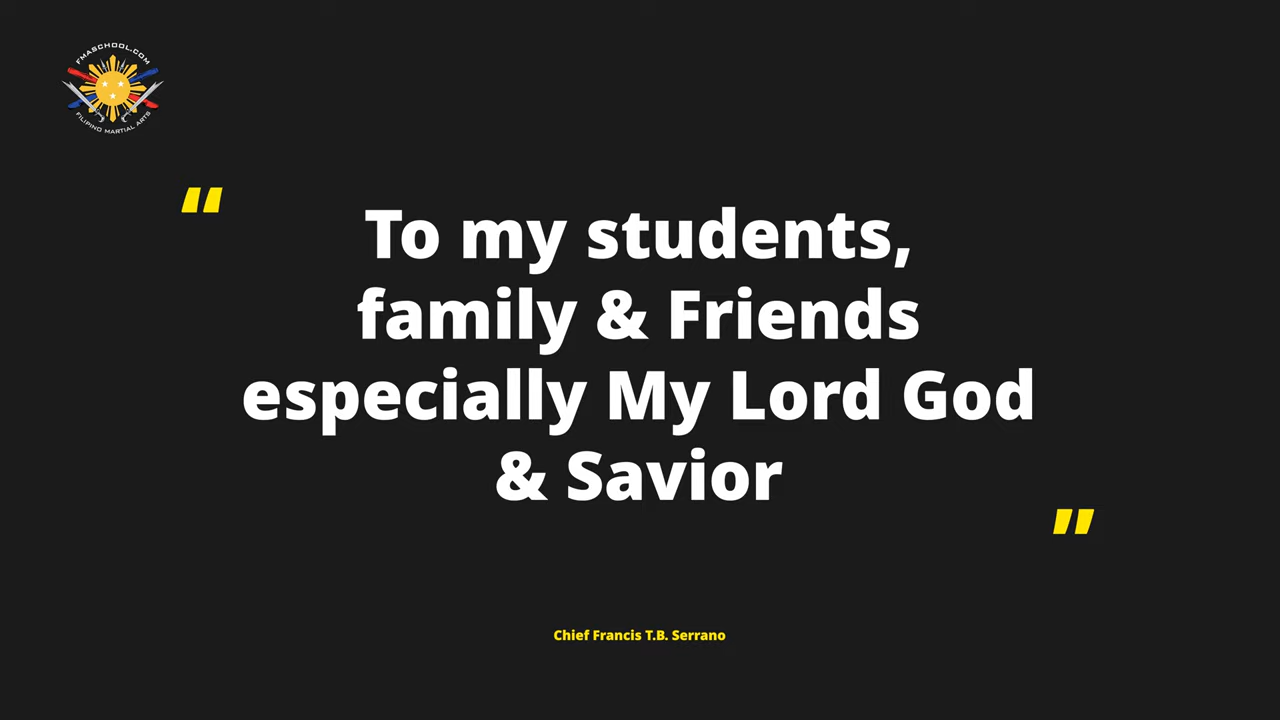 FMASCHOOL.COM
FILIPINO MARTIAL ARTS
“
To my students,
family & Friends
especially My Lord God
& Savior
”
Chief Francis T.B. Serrano